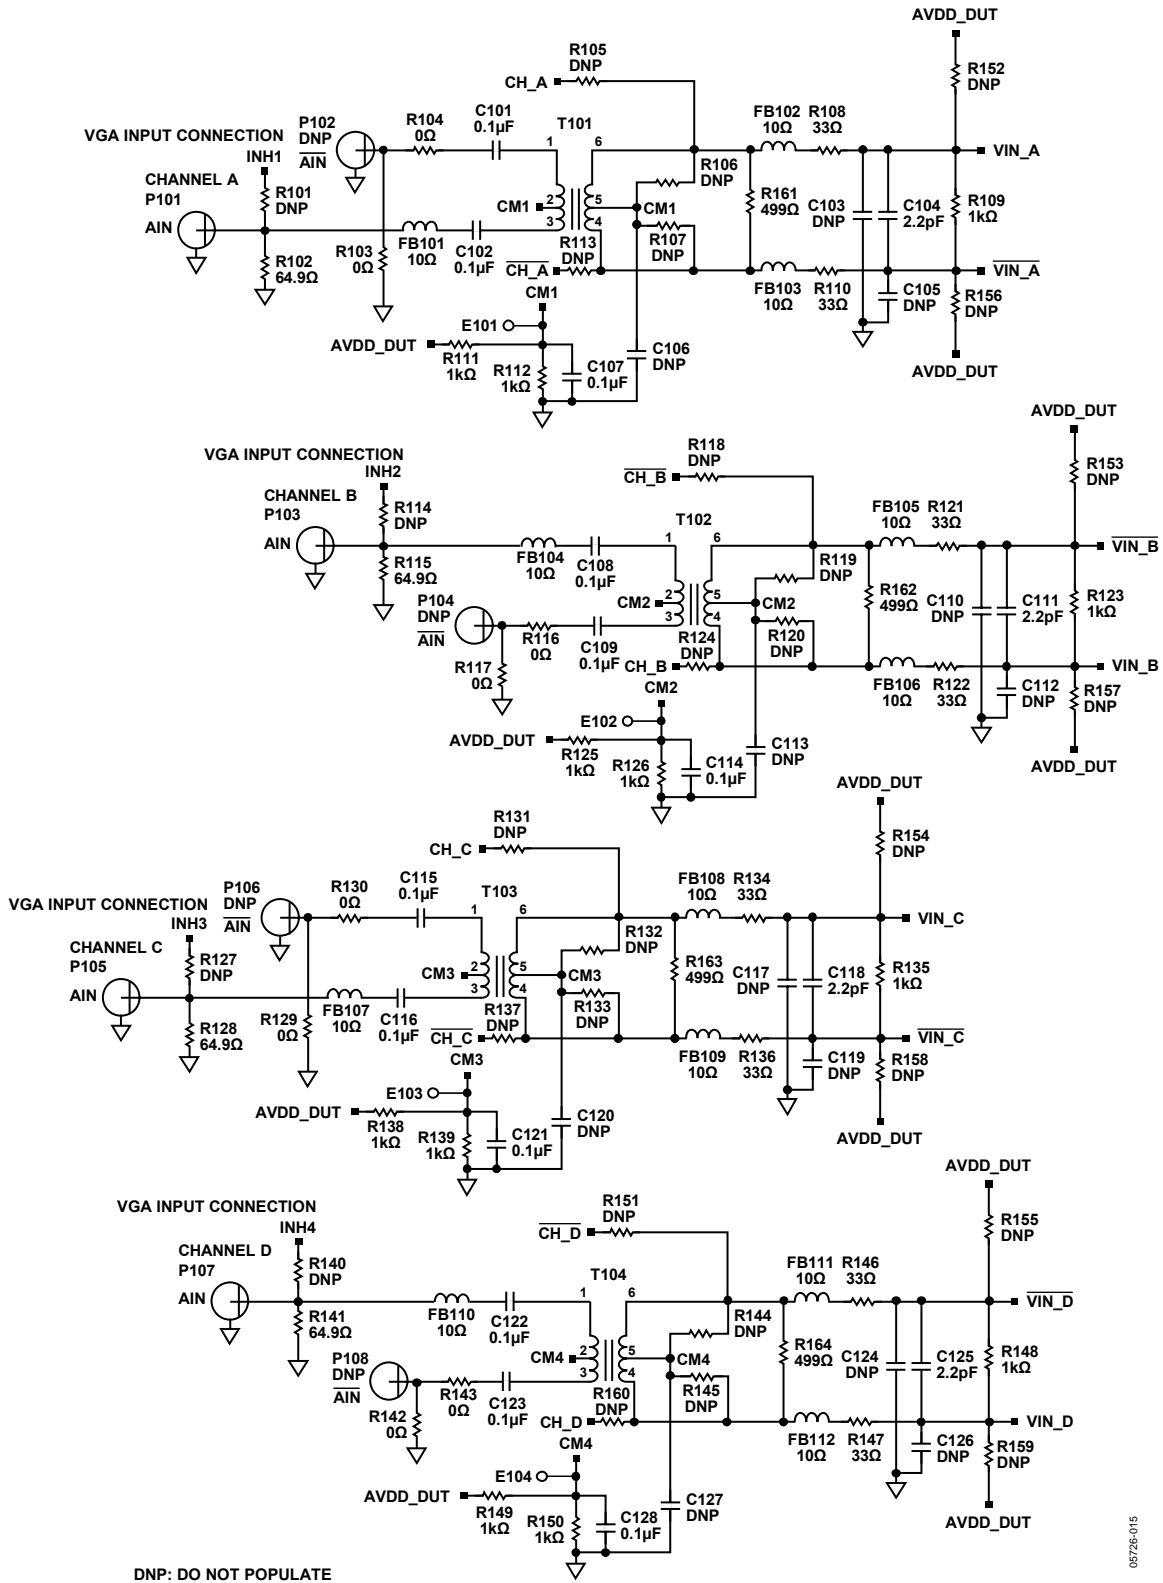 AVDD_DUT
R105
DNP
CH_A
R152
DNP
VGA INPUT CONNECTION
INH1
P102
DNP
AIN
R104
0Ω
C101
0.1µF
T101
1
6
FB102
10Ω
R108
33Ω
VIN_A
CHANNEL A
P101
AIN
R101
DNP
R106
DNP
CM1
2
5
CM1
3
4
R161
499Ω
C103
DNP
C104
2.2pF
R109
1kΩ
R102
64.9Ω
R103
0Ω
FB101
10Ω
C102
0.1µF
R113
DNP
R107
DNP
CH_A
FB103
10Ω
R110
33Ω
C105
DNP
VIN_A
R156
DNP
CM1
E101
AVDD_DUT
R111
1kΩ
R112
1kΩ
C107
0.1µF
C106
DNP
AVDD_DUT
AVDD_DUT
R118
DNP
CH_B
R153
DNP
VGA INPUT CONNECTION
INH2
CHANNEL B
P103
AIN
R114
DNP
R115
64.9Ω
FB104
10Ω
C108
0.1µF
T102
1
6
FB105
10Ω
R121
33Ω
VIN_B
R119
DNP
CM2
2
5
CM2
3
4
R162
499Ω
C110
DNP
C111
2.2pF
R123
1kΩ
P104
DNP
AIN
R116
0Ω
C109
0.1µF
R117
0Ω
R124
DNP
R120
DNP
CH_B
FB106
10Ω
R122
33Ω
C112
DNP
VIN_B
R157
DNP
CM2
E102
AVDD_DUT
R125
1kΩ
R126
1kΩ
C114
0.1µF
C113
DNP
AVDD_DUT
AVDD_DUT
R131
DNP
CH_C
R154
DNP
VGA INPUT CONNECTION
INH3
P106
DNP
AIN
R130
0Ω
C115
0.1µF
T103
1
6
FB108
10Ω
R134
33Ω
VIN_C
CHANNEL C
P105
AIN
R127
DNP
R132
DNP
CM3
2
5
CM3
3
4
R163
499Ω
C117
DNP
C118
2.2pF
R135
1kΩ
R128
64.9Ω
R129
0Ω
FB107
10Ω
C116
0.1µF
R137
DNP
R133
DNP
CH_C
FB109
10Ω
R136
33Ω
C119
DNP
VIN_C
R158
DNP
CM3
E103
AVDD_DUT
R138
1kΩ
R139
1kΩ
C121
0.1µF
C120
DNP
AVDD_DUT
AVDD_DUT
R151
DNP
CH_D
R155
DNP
VGA INPUT CONNECTION
INH4
CHANNEL D
P107
AIN
R140
DNP
R141
64.9Ω
FB110
10Ω
C122
0.1µF
T104
1
6
FB111
10Ω
R146
33Ω
VIN_D
R144
DNP
CM4
2
5
CM4
3
4
R164
499Ω
C124
DNP
C125
2.2pF
R148
1kΩ
P108
DNP
AIN
R143
0Ω
C123
0.1µF
R142
0Ω
R160
DNP
R145
DNP
CH_D
FB112
10Ω
R147
33Ω
C126
DNP
VIN_D
R159
DNP
CM4
E104
AVDD_DUT
R149
1kΩ
R150
1kΩ
C128
0.1µF
C127
DNP
AVDD_DUT
DNP: DO NOT POPULATE
05726-015